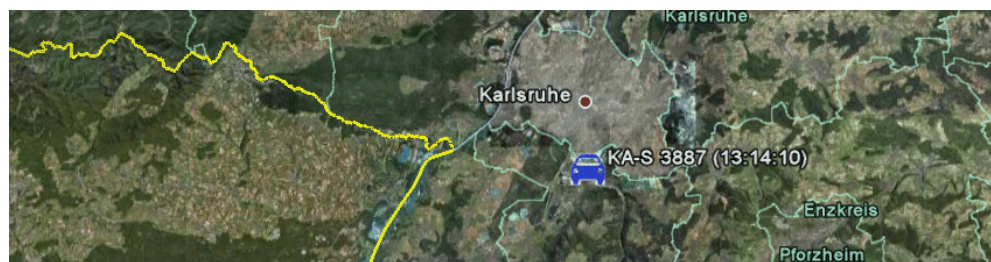 Karlsruhe
Karlsruhe
KA-S 3887 (13:14:10)
Enzkreis
Pforzheim